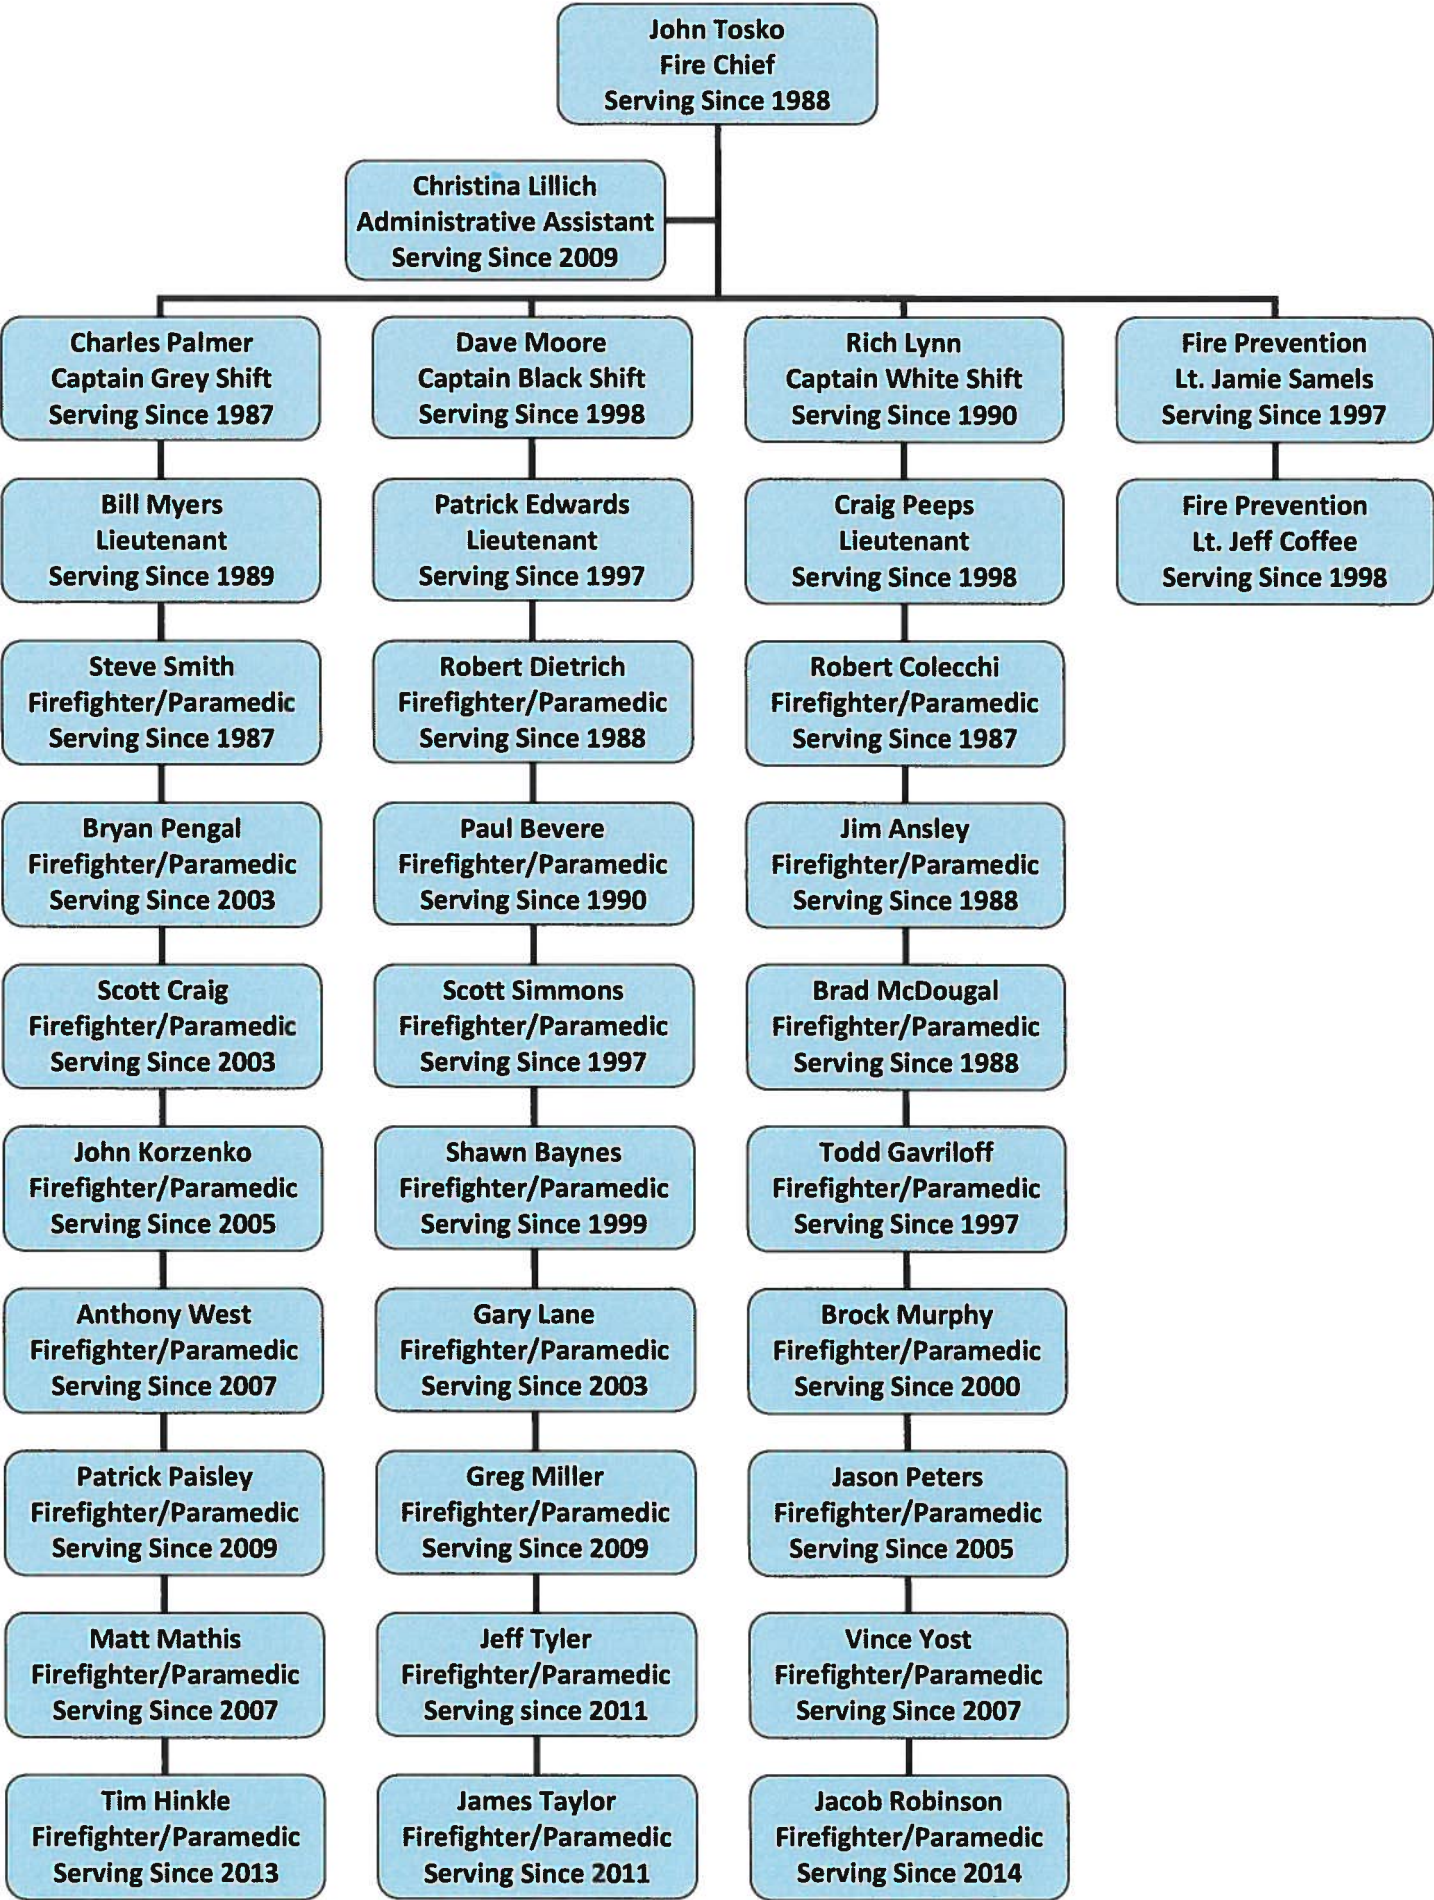 John Tosko
Fire Chief
Serving Since 1988
Christina Lillich
Administrative Assistant
Serving Since 2009
Charles Palmer
Captain Grey Shift
Serving Since 1987
Dave Moore
Captain Black Shift
Serving Since 1998
Rich Lynn
Captain White Shift
Serving Since 1990
Fire Prevention
Lt. Jamie Samels
Serving Since 1997
Bill Myers
Lieutenant
Serving Since 1989
Patrick Edwards
Lieutenant
Serving Since 1997
Craig Peeps
Lieutenant
Serving Since 1998
Fire Prevention
Lt. Jeff Coffee
Serving Since 1998
Steve Smith
Firefighter/Paramedic
Serving Since 1987
Robert Dietrich
Firefighter/Paramedic
Serving Since 1988
Robert Colecchi
Firefighter/Paramedic
Serving Since 1987
Bryan Pengal
Firefighter/Paramedic
Serving Since 2003
Paul Bevere
Firefighter/Paramedic
Serving Since 1990
Jim Ansley
Firefighter/Paramedic
Serving Since 1988
Scott Craig
Firefighter/Paramedic
Serving Since 2003
Scott Simmons
Firefighter/Paramedic
Serving Since 1997
Brad McDougal
Firefighter/Paramedic
Serving Since 1988
John Korzenko
Firefighter/Paramedic
Serving Since 2005
Shawn Baynes
Firefighter/Paramedic
Serving Since 1999
Todd Gavriloff
Firefighter/Paramedic
Serving Since 1997
Anthony West
Firefighter/Paramedic
Serving Since 2007
Gary Lane
Firefighter/Paramedic
Serving Since 2003
Brock Murphy
Firefighter/Paramedic
Serving Since 2000
Patrick Paisley
Firefighter/Paramedic
Serving Since 2009
Greg Miller
Firefighter/Paramedic
Serving Since 2009
Jason Peters
Firefighter/Paramedic
Serving Since 2005
Matt Mathis
Firefighter/Paramedic
Serving Since 2007
Jeff Tyler
Firefighter/Paramedic
Serving since 2011
Vince Yost
Firefighter/Paramedic
Serving Since 2007
Tim Hinkle
Firefighter/Paramedic
Serving Since 2013
James Taylor
Firefighter/Paramedic
Serving Since 2011
Jacob Robinson
Firefighter/Paramedic
Serving Since 2014